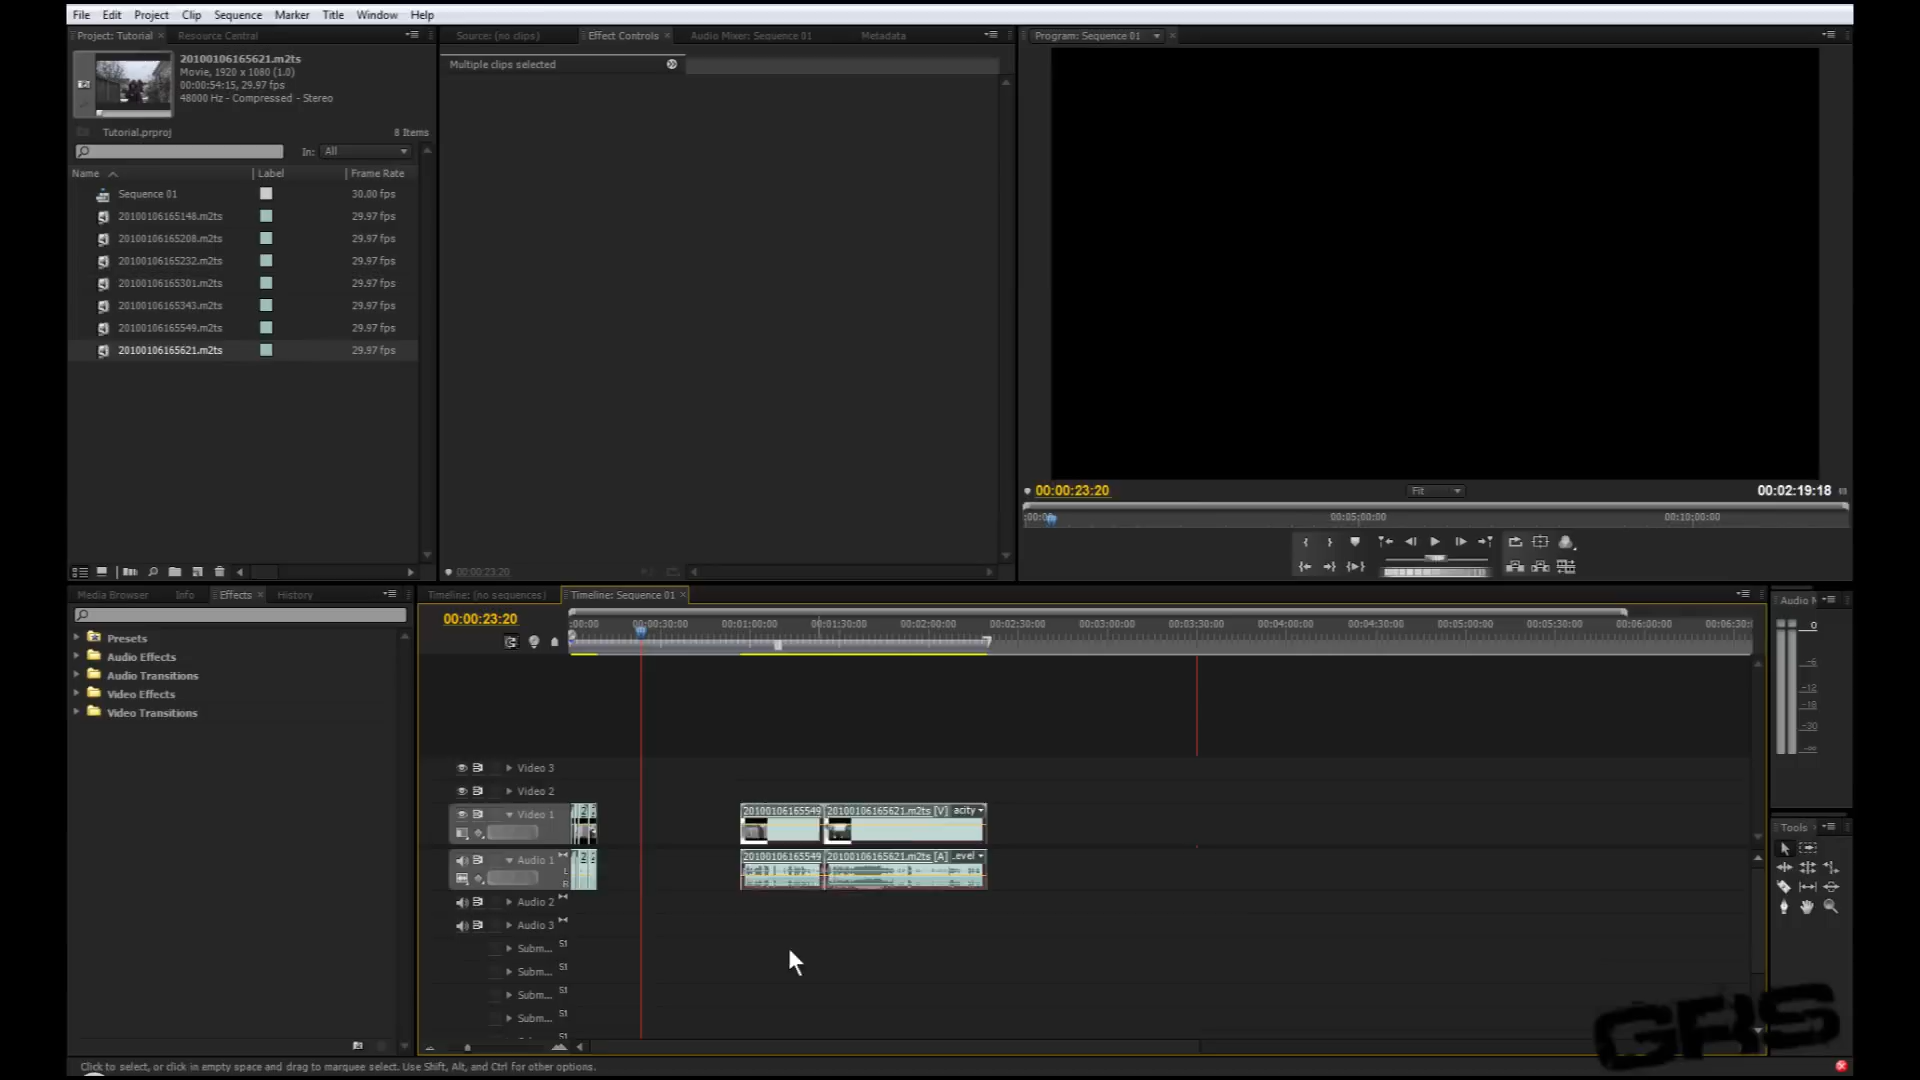 File Edit Project Clip Sequence Marker Title Window Help
Project: Tutorial × Resource Central
Source: (no clips) Effect Controls × Audio Mixer: Sequence 01 Metadata
Program: Sequence 01 ×
20100106165621.m2ts
Movie, 1920 x 1080 (1.0)
00:00:54:15, 29.97 fps
48000 Hz - Compressed - Stereo
Multiple clips selected
Tutorial.prproj 8 Items
In: All
Name Label Frame Rate
Sequence 01 30.00 fps
20100106165148.m2ts 29.97 fps
20100106165208.m2ts 29.97 fps
20100106165232.m2ts 29.97 fps
20100106165301.m2ts 29.97 fps
20100106165343.m2ts 29.97 fps
20100106165549.m2ts 29.97 fps
20100106165621.m2ts 29.97 fps
00:00:23:20 Fit 00:02:19:18
00:05:00:00 00:10:00:00
00:00:23:20
Media Browser Info Effects × History
Timeline: (no sequences) Timeline: Sequence 01 ×
00:00:23:20
:00:00 00:00:30:00 00:01:00:00 00:01:30:00 00:02:00:00 00:02:30:00 00:03:00:00 00:03:30:00 00:04:00:00 00:04:30:00 00:05:00:00 00:05:30:00 00:06:00:00 00:06:30:
Presets
Audio Effects
Audio Transitions
Video Effects
Video Transitions
Video 3
Video 2
Video 1
20100106165549 20100106165621.m2ts [V] acity
Audio 1
20100106165549 20100106165621.m2ts [A] .evel
L
R
Audio 2
Audio 3
Subm... S1
Subm... S1
Subm... S1
Subm... S1
S1
Audio M
0
-6
-12
-18
-30
-∞
Tools
GRS
Click to select, or click in empty space and drag to marquee select. Use Shift, Alt, and Ctrl for other options.